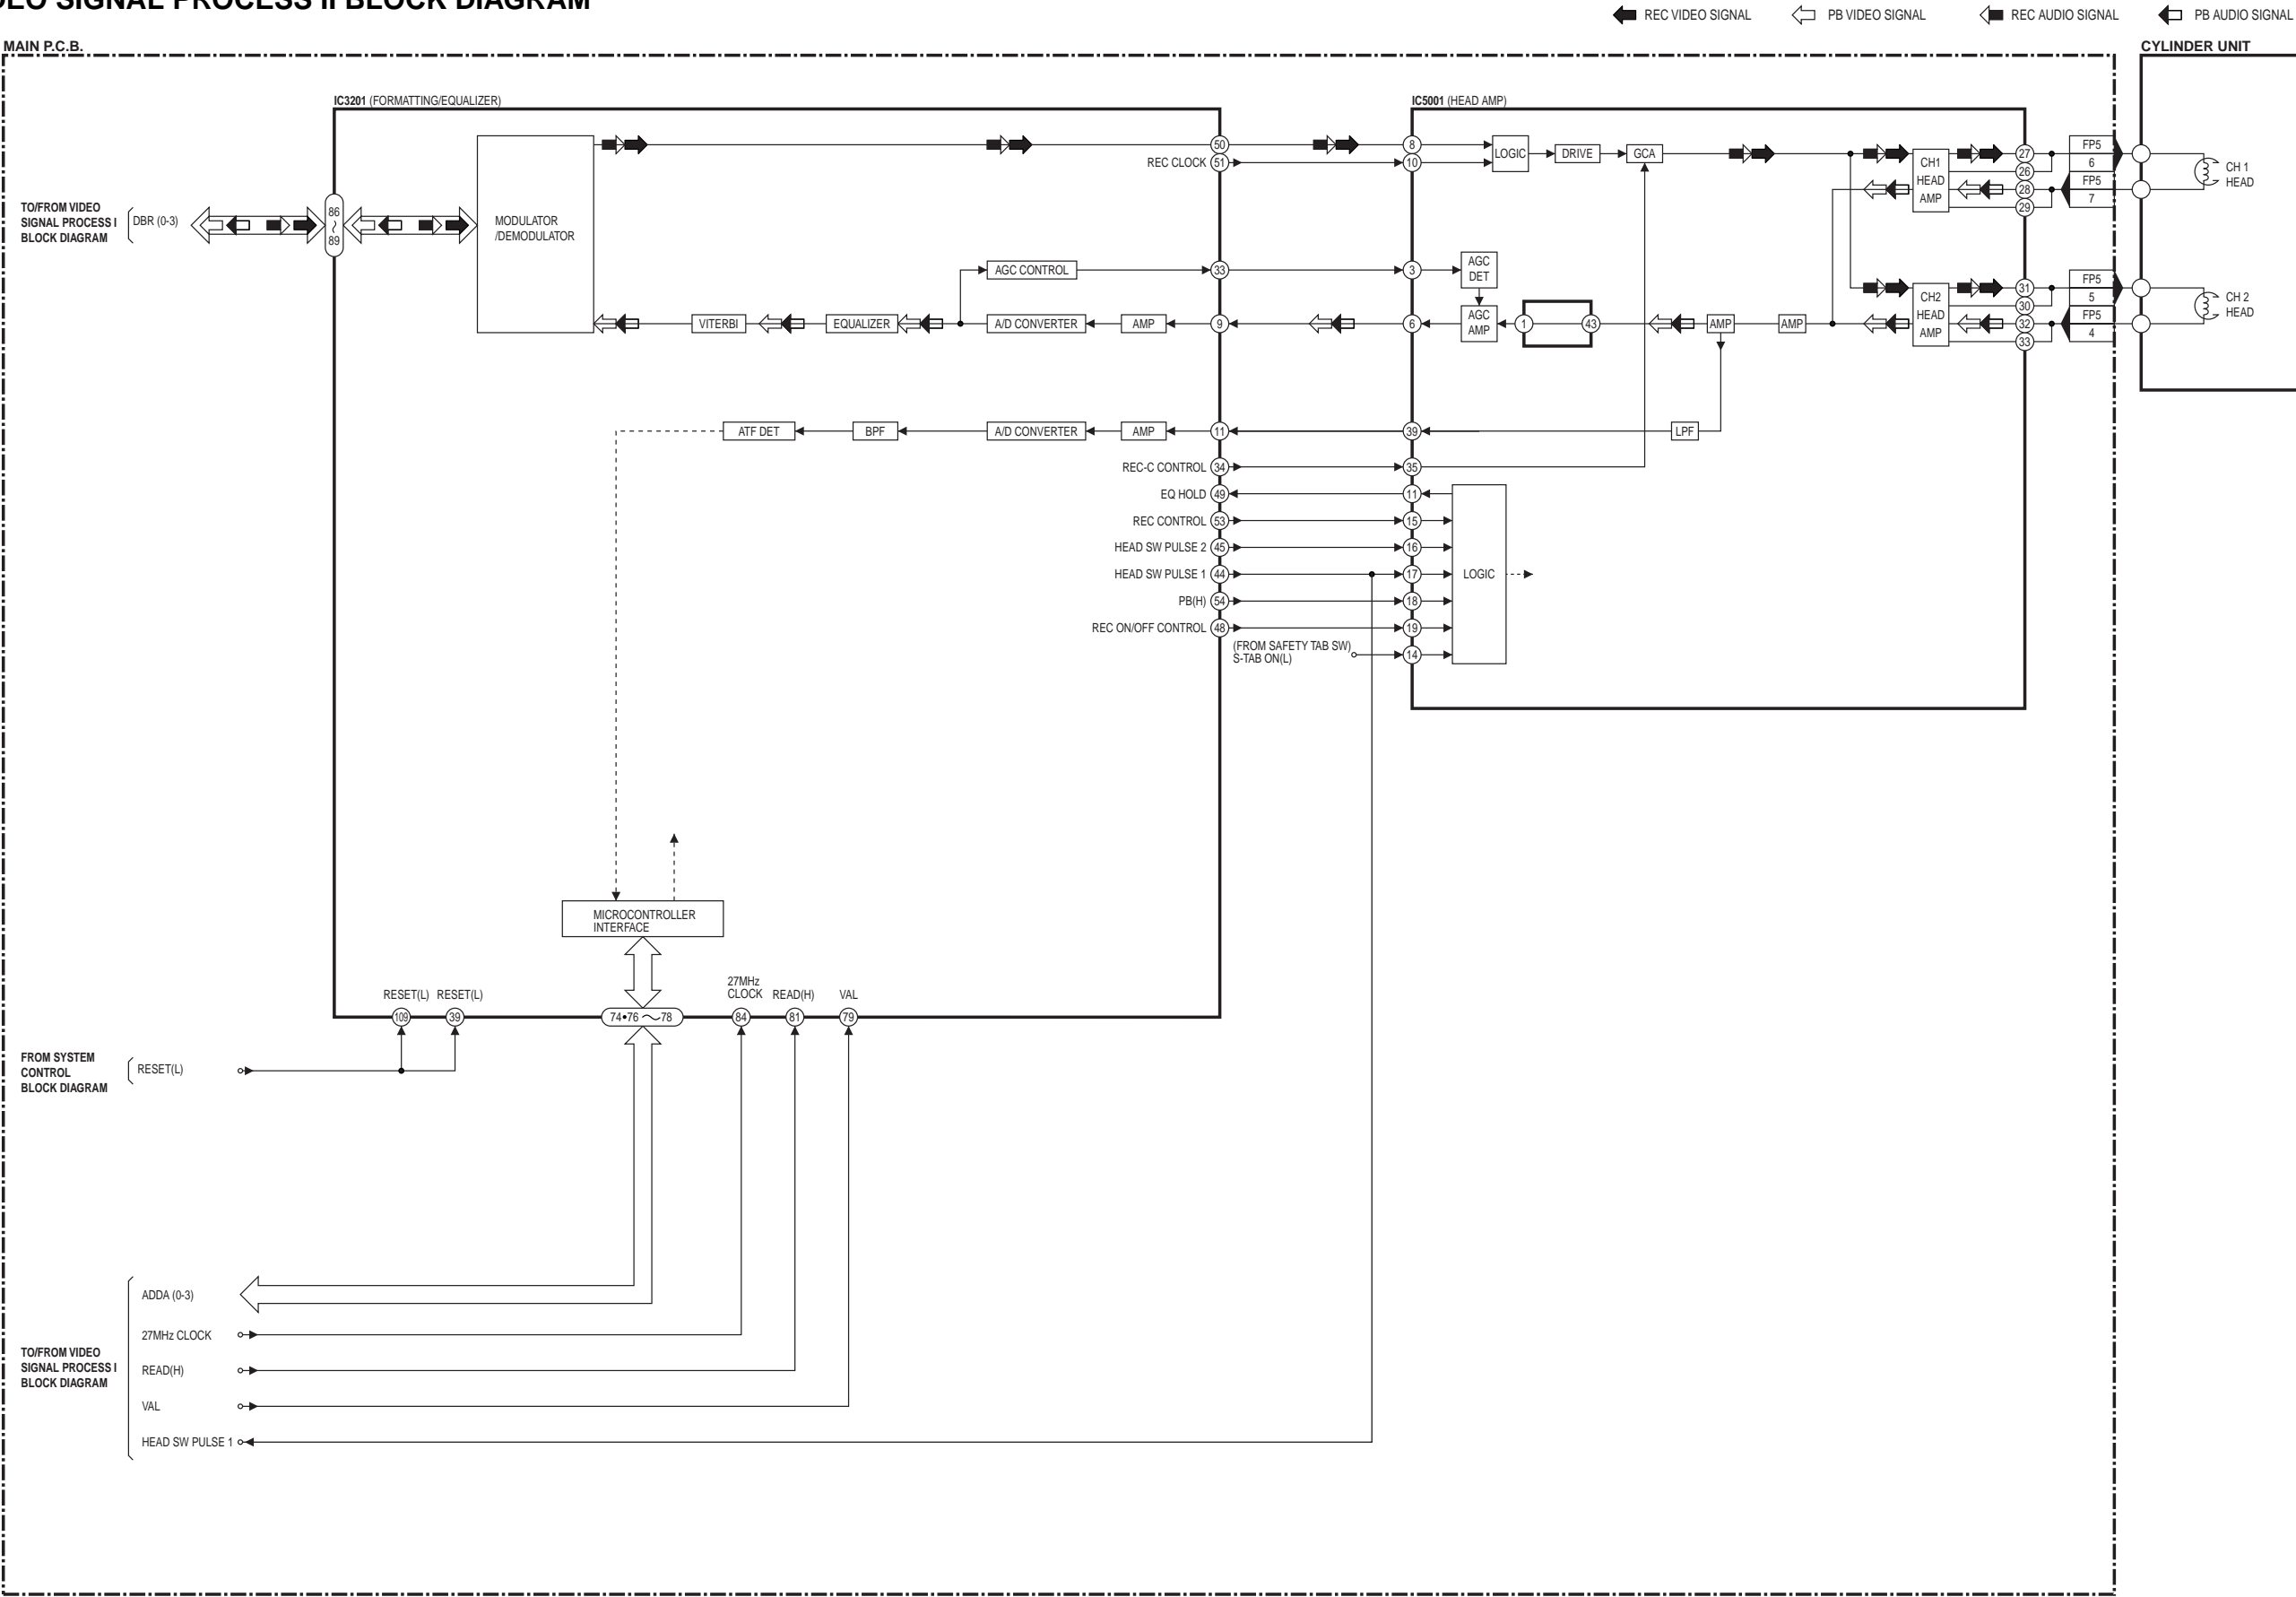 DEO SIGNAL PROCESS II BLOCK DIAGRAM
REC VIDEO SIGNAL
PB VIDEO SIGNAL
REC AUDIO SIGNAL
PB AUDIO SIGNAL
MAIN P.C.B.
CYLINDER UNIT
IC3201 (FORMATTING/EQUALIZER)
IC5001 (HEAD AMP)
TO/FROM VIDEO
SIGNAL PROCESS I
BLOCK DIAGRAM
DBR (0-3)
86
~
89
MODULATOR
/DEMODULATOR
50
8
REC CLOCK
51
10
LOGIC
DRIVE
GCA
CH1
HEAD
AMP
27
26
28
29
FP5
6
FP5
7
CH 1
HEAD
AGC CONTROL
33
3
AGC
DET
VITERBI
EQUALIZER
A/D CONVERTER
AMP
9
6
AGC
AMP
1
43
AMP
AMP
CH2
HEAD
AMP
31
30
32
33
FP5
5
FP5
4
CH 2
HEAD
ATF DET
BPF
A/D CONVERTER
AMP
11
39
LPF
REC-C CONTROL
34
35
EQ HOLD
49
11
REC CONTROL
53
15
HEAD SW PULSE 2
45
16
HEAD SW PULSE 1
44
17
LOGIC
PB(H)
54
18
REC ON/OFF CONTROL
48
19
(FROM SAFETY TAB SW)
S-TAB ON(L)
14
MICROCONTROLLER
INTERFACE
RESET(L)
RESET(L)
27MHz
CLOCK
READ(H)
VAL
109
39
74•76 ~78
84
81
79
FROM SYSTEM
CONTROL
BLOCK DIAGRAM
RESET(L)
TO/FROM VIDEO
SIGNAL PROCESS I
BLOCK DIAGRAM
ADDA (0-3)
27MHz CLOCK
READ(H)
VAL
HEAD SW PULSE 1